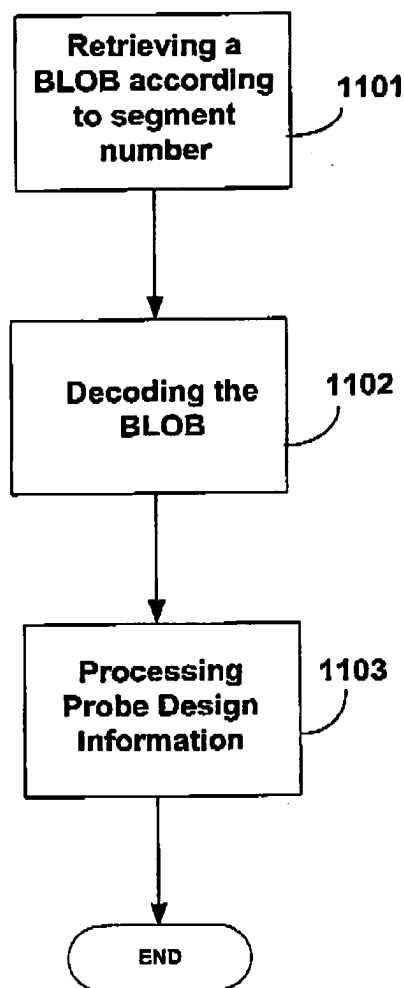 Retrieving a
BLOB according
to segment
number
1101
Decoding the
BLOB
1102
Processing
Probe Design
Information
1103
END